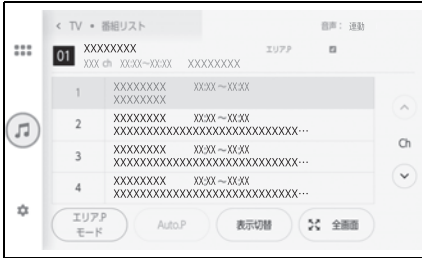 < TV • 番組リスト 音声: 連動
01 XXXXXXXX エリアP
XXX ch XX:XX～XX:XX XXXXXXXX
1 XXXXXXXX XX:XX～XX:XX
XXXXXXXX
2 XXXXXXXX XX:XX～XX:XX
XXXXXXXXXXXXXXXXXXXXXXXXXXXX…
3 XXXXXXXX XX:XX～XX:XX
XXXXXXXXXXXXXXXXXXXXXXXXXXXX…
Ch
4 XXXXXXXX XX:XX～XX:XX
XXXXXXXXXXXXXXXXXXXXXXXXXXXX…
エリアP
モード
Auto.P
表示切替
全画面